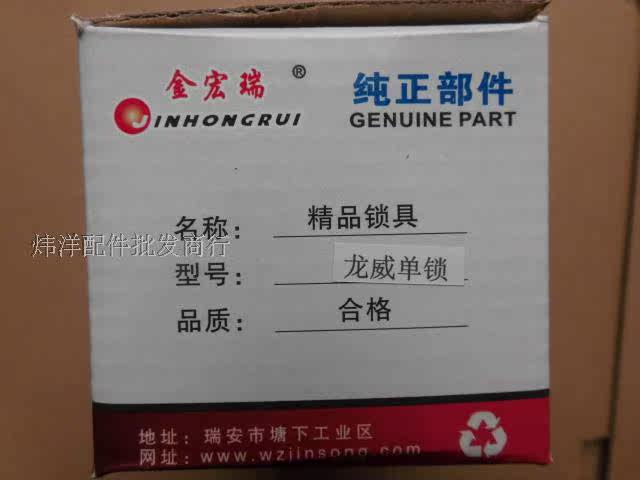 金宏瑞 ®
JINHONGRUI
纯正部件
GENUINE PART
名称： 精品锁具
炜洋配件批发商行
型号： 龙威单锁
品质： 合格
地址：瑞安市塘下工业区
网址：www.wzjinsong.com